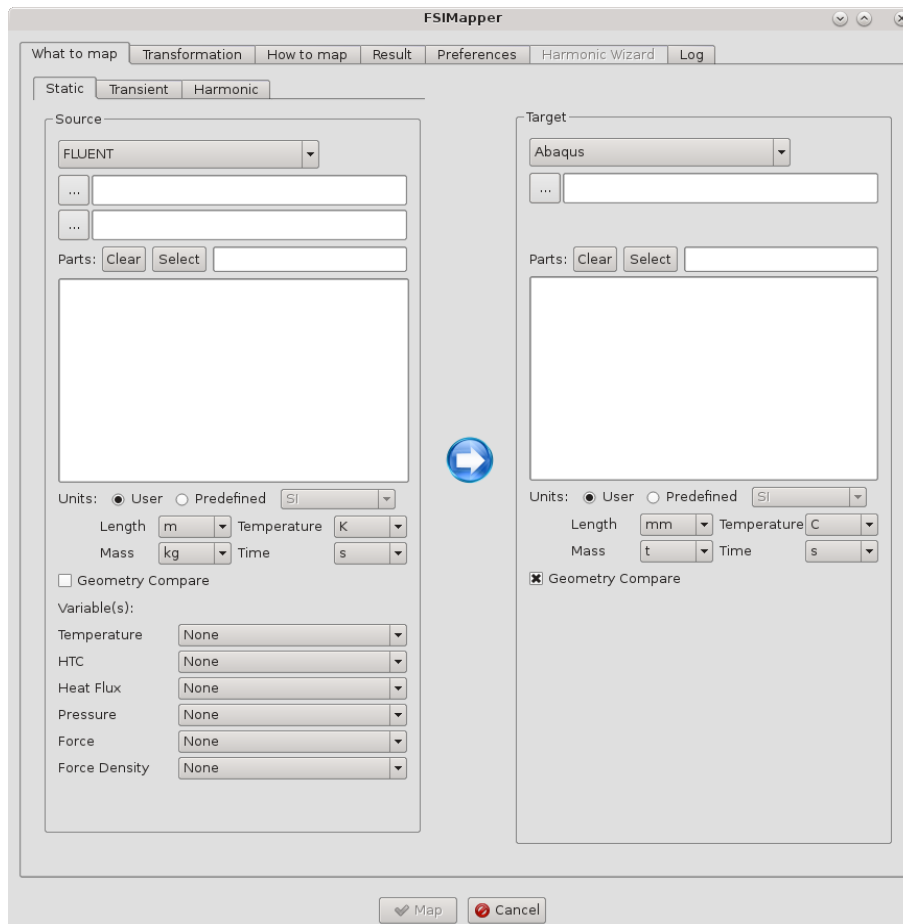 FSIMapper
What to map Transformation How to map Result Preferences Harmonic Wizard Log
Static Transient Harmonic
Source
FLUENT
...
...
Parts: Clear Select
Units: User Predefined SI
Length m Temperature K
Mass kg Time s
Geometry Compare
Variable(s):
Temperature None
HTC None
Heat Flux None
Pressure None
Force None
Force Density None
Target
Abaqus
...
Parts: Clear Select
Units: User Predefined SI
Length mm Temperature C
Mass t Time s
Geometry Compare
Map Cancel